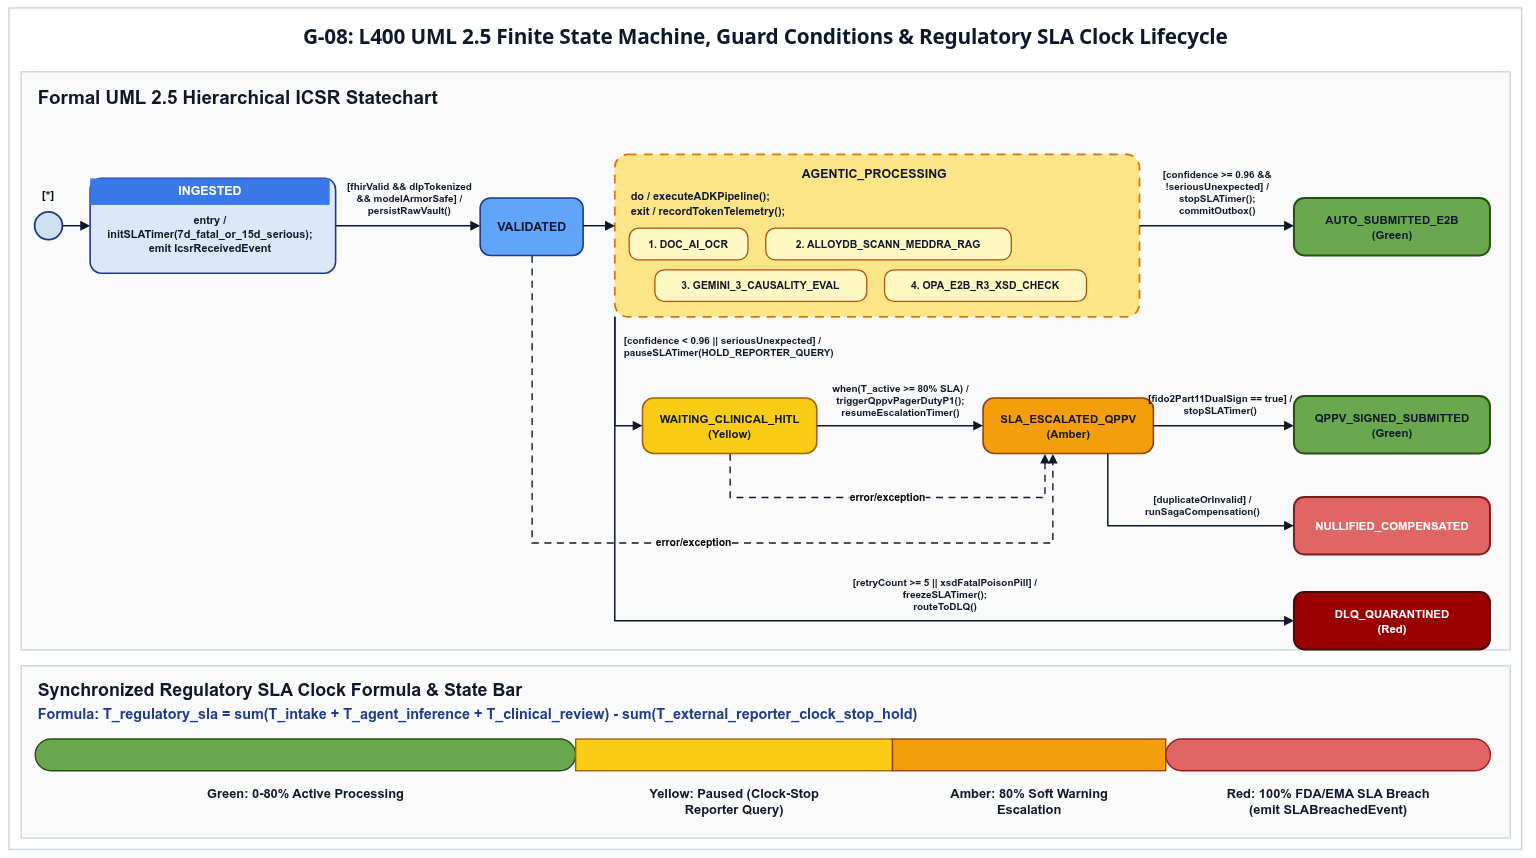 G-08: L400 UML 2.5 Finite State Machine, Guard Conditions & Regulatory SLA Clock Lifecycle
Formal UML 2.5 Hierarchical ICSR Statechart
[*]
INGESTED
entry /
initSLATimer(7d_fatal_or_15d_serious);
emit IcsrReceivedEvent
[fhirValid && dlpTokenized
&& modelArmorSafe] /
persistRawVault()
VALIDATED
AGENTIC_PROCESSING
do / executeADKPipeline();
exit / recordTokenTelemetry();
1. DOC_AI_OCR
2. ALLOYDB_SCANN_MEDDRA_RAG
3. GEMINI_3_CAUSALITY_EVAL
4. OPA_E2B_R3_XSD_CHECK
[confidence >= 0.96 &&
!seriousUnexpected] /
stopSLATimer();
commitOutbox()
AUTO_SUBMITTED_E2B
(Green)
[confidence < 0.96 || seriousUnexpected] /
pauseSLATimer(HOLD_REPORTER_QUERY)
WAITING_CLINICAL_HITL
(Yellow)
when(T_active >= 80% SLA) /
triggerQppvPagerDutyP1();
resumeEscalationTimer()
SLA_ESCALATED_QPPV
(Amber)
[fido2Part11DualSign == true] /
stopSLATimer()
QPPV_SIGNED_SUBMITTED
(Green)
error/exception
[duplicateOrInvalid] /
runSagaCompensation()
NULLIFIED_COMPENSATED
error/exception
[retryCount >= 5 || xsdFatalPoisonPill] /
freezeSLATimer();
routeToDLQ()
DLQ_QUARANTINED
(Red)
Synchronized Regulatory SLA Clock Formula & State Bar
Formula: T_regulatory_sla = sum(T_intake + T_agent_inference + T_clinical_review) - sum(T_external_reporter_clock_stop_hold)
Green: 0-80% Active Processing
Yellow: Paused (Clock-Stop
Reporter Query)
Amber: 80% Soft Warning
Escalation
Red: 100% FDA/EMA SLA Breach
(emit SLABreachedEvent)